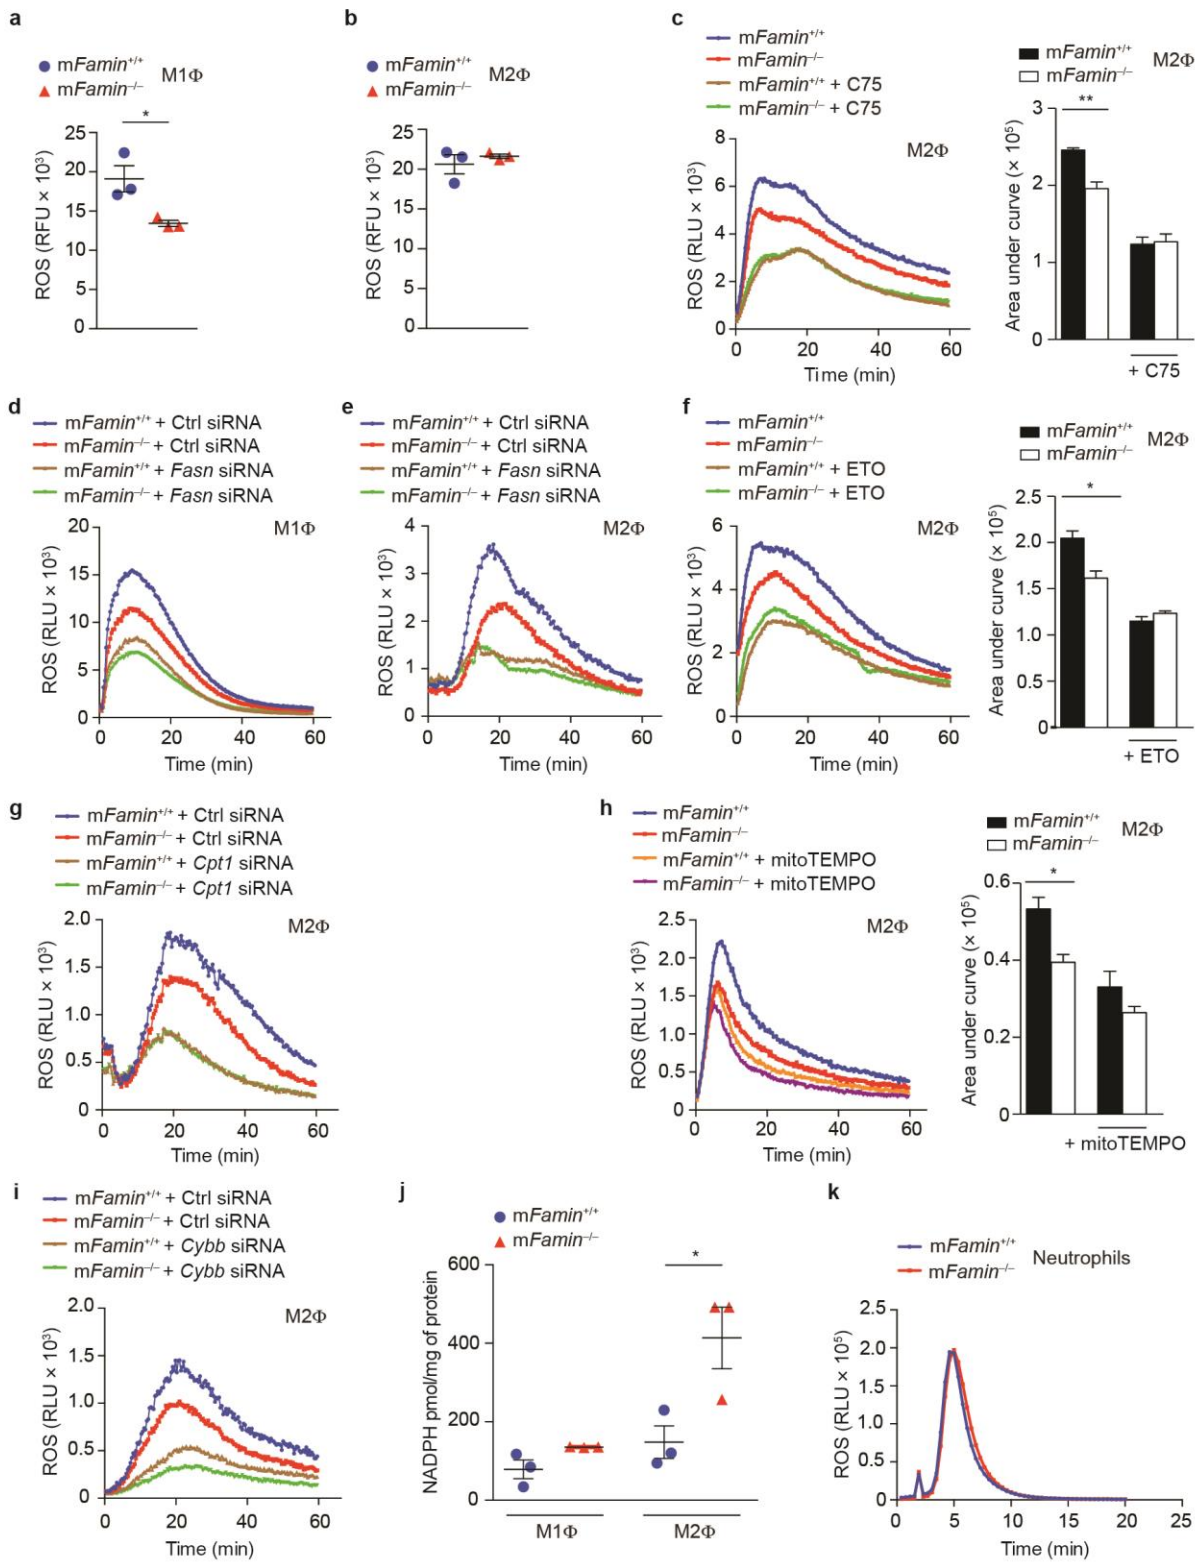 a
mFamin+/+
mFamin−/−
M1Φ
*
ROS (RFU × 10³)
25
20
15
10
5
0
b
mFamin+/+
mFamin−/−
M2Φ
ROS (RFU × 10³)
25
20
15
10
5
0
c
mFamin+/+
mFamin−/−
mFamin+/+ + C75
mFamin−/− + C75
M2Φ
ROS (RLU × 10³)
8
6
4
2
0
0 20 40 60
Time (min)
mFamin+/+
mFamin−/−
M2Φ
**
Area under curve (× 10⁵)
3
2
1
0
+ C75
d
mFamin+/+ + Ctrl siRNA
mFamin−/− + Ctrl siRNA
mFamin+/+ + Fasn siRNA
mFamin−/− + Fasn siRNA
M1Φ
ROS (RLU × 10³)
20
15
10
5
0
0 20 40 60
Time (min)
e
mFamin+/+ + Ctrl siRNA
mFamin−/− + Ctrl siRNA
mFamin+/+ + Fasn siRNA
mFamin−/− + Fasn siRNA
M2Φ
ROS (RLU × 10³)
4
3
2
1
0
0 20 40 60
Time (min)
f
mFamin+/+
mFamin−/−
mFamin+/+ + ETO
mFamin−/− + ETO
M2Φ
ROS (RLU × 10³)
6
4
2
0
0 20 40 60
Time (min)
mFamin+/+
mFamin−/−
M2Φ
*
Area under curve (× 10⁵)
2.5
2.0
1.5
1.0
0.5
0
+ ETO
g
mFamin+/+ + Ctrl siRNA
mFamin−/− + Ctrl siRNA
mFamin+/+ + Cpt1 siRNA
mFamin−/− + Cpt1 siRNA
M2Φ
ROS (RLU × 10³)
2.0
1.5
1.0
0.5
0
0 20 40 60
Time (min)
h
mFamin+/+
mFamin−/−
mFamin+/+ + mitoTEMPO
mFamin−/− + mitoTEMPO
M2Φ
ROS (RLU × 10³)
2.5
2.0
1.5
1.0
0.5
0
0 20 40 60
Time (min)
mFamin+/+
mFamin−/−
M2Φ
*
Area under curve (× 10⁵)
0.6
0.4
0.2
0
+ mitoTEMPO
i
mFamin+/+ + Ctrl siRNA
mFamin−/− + Ctrl siRNA
mFamin+/+ + Cybb siRNA
mFamin−/− + Cybb siRNA
M2Φ
ROS (RLU × 10³)
2.0
1.5
1.0
0.5
0
0 20 40 60
Time (min)
j
mFamin+/+
mFamin−/−
*
NADPH pmol/mg of protein
600
400
200
0
M1Φ M2Φ
k
mFamin+/+
mFamin−/−
Neutrophils
ROS (RLU × 10⁵)
2.5
2.0
1.5
1.0
0.5
0
0 5 10 15 20 25
Time (min)